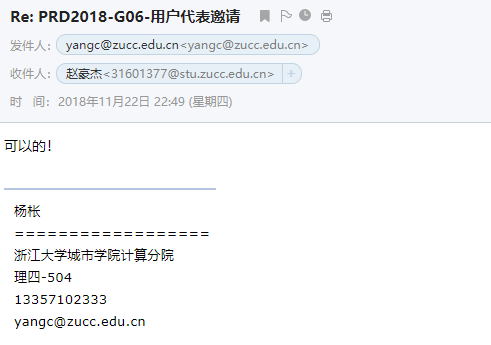 Re: PRD2018-G06-用户代表邀请
发件人: yangc@zucc.edu.cn<yangc@zucc.edu.cn>
收件人: 赵豪杰<31601377@stu.zucc.edu.cn> +
时 间: 2018年11月22日 22:49 (星期四)
可以的!
杨枨
==================
浙江大学城市学院计算分院
理四-504
13357102333
yangc@zucc.edu.cn